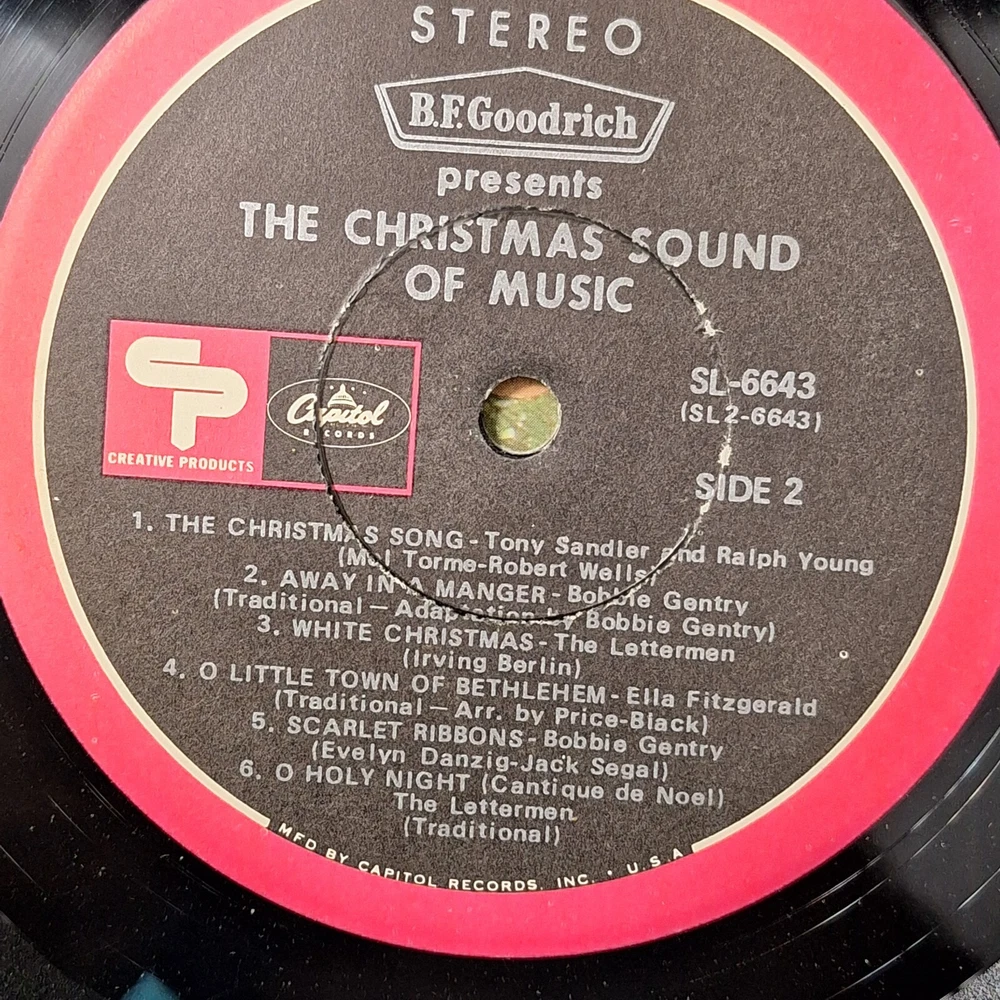 STEREO
B.F.Goodrich
presents
THE CHRISTMAS SOUND
OF MUSIC
SP
CREATIVE PRODUCTS
Capitol
RECORDS
SL-6643
(SL2-6643)
SIDE 2
1. THE CHRISTMAS SONG - Tony Sandler and Ralph Young
(Mel Torme-Robert Wells)
2. AWAY IN A MANGER - Bobbie Gentry
(Traditional — Adaptation by Bobbie Gentry)
3. WHITE CHRISTMAS - The Lettermen
(Irving Berlin)
4. O LITTLE TOWN OF BETHLEHEM - Ella Fitzgerald
(Traditional — Arr. by Price-Black)
5. SCARLET RIBBONS - Bobbie Gentry
(Evelyn Danzig-Jack Segal)
6. O HOLY NIGHT (Cantique de Noel)
The Lettermen
(Traditional)
MFD BY CAPITOL RECORDS, INC. • U.S.A